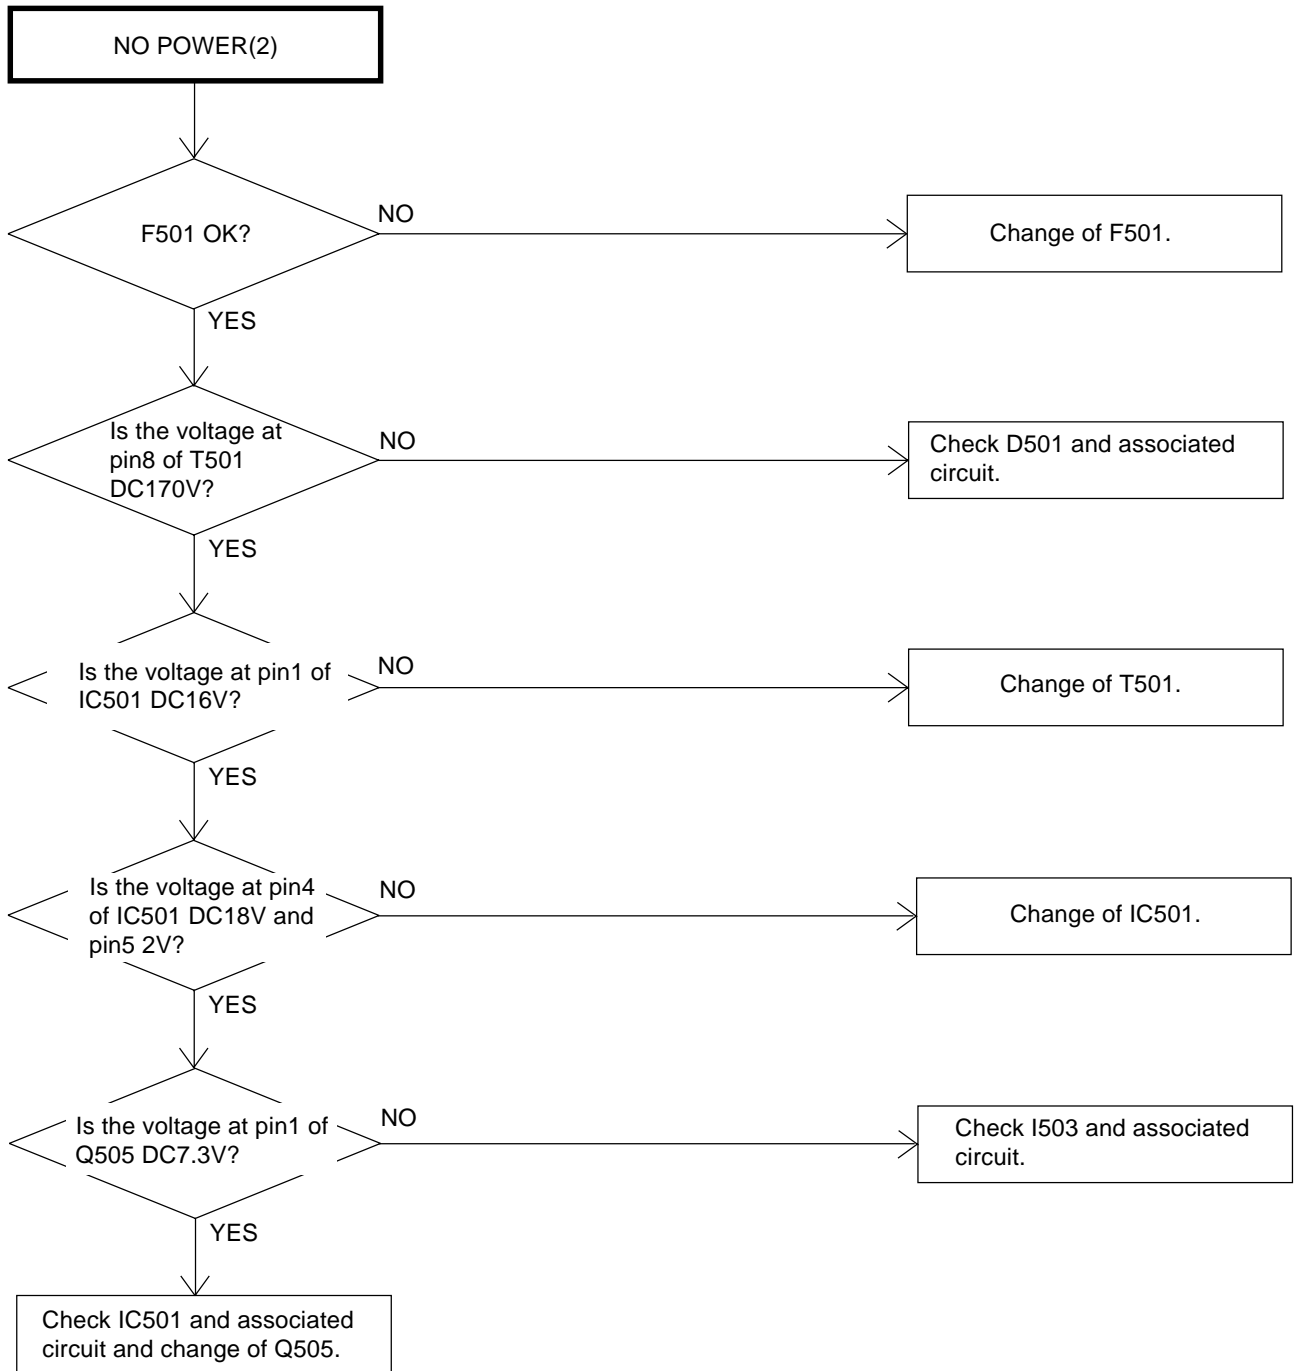 NO POWER(2)
F501 OK?
NO
Change of F501.
YES
Is the voltage at
pin8 of T501
DC170V?
NO
Check D501 and associated
circuit.
YES
Is the voltage at pin1 of
IC501 DC16V?
NO
Change of T501.
YES
Is the voltage at pin4
of IC501 DC18V and
pin5 2V?
NO
Change of IC501.
YES
Is the voltage at pin1 of
Q505 DC7.3V?
NO
Check I503 and associated
circuit.
YES
Check IC501 and associated
circuit and change of Q505.